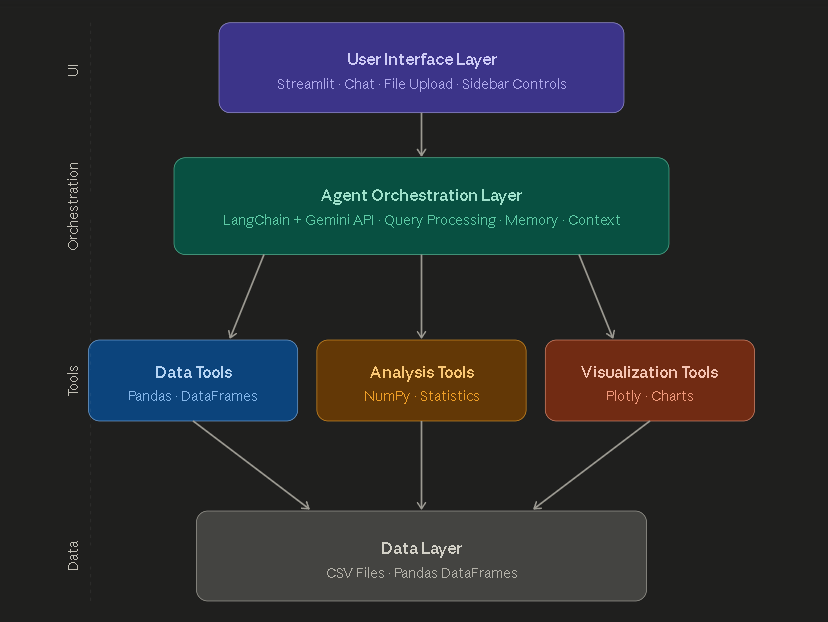 UI
User Interface Layer
Streamlit · Chat · File Upload · Sidebar Controls
Orchestration
Agent Orchestration Layer
LangChain + Gemini API · Query Processing · Memory · Context
Tools
Data Tools
Pandas · DataFrames
Analysis Tools
NumPy · Statistics
Visualization Tools
Plotly · Charts
Data
Data Layer
CSV Files · Pandas DataFrames